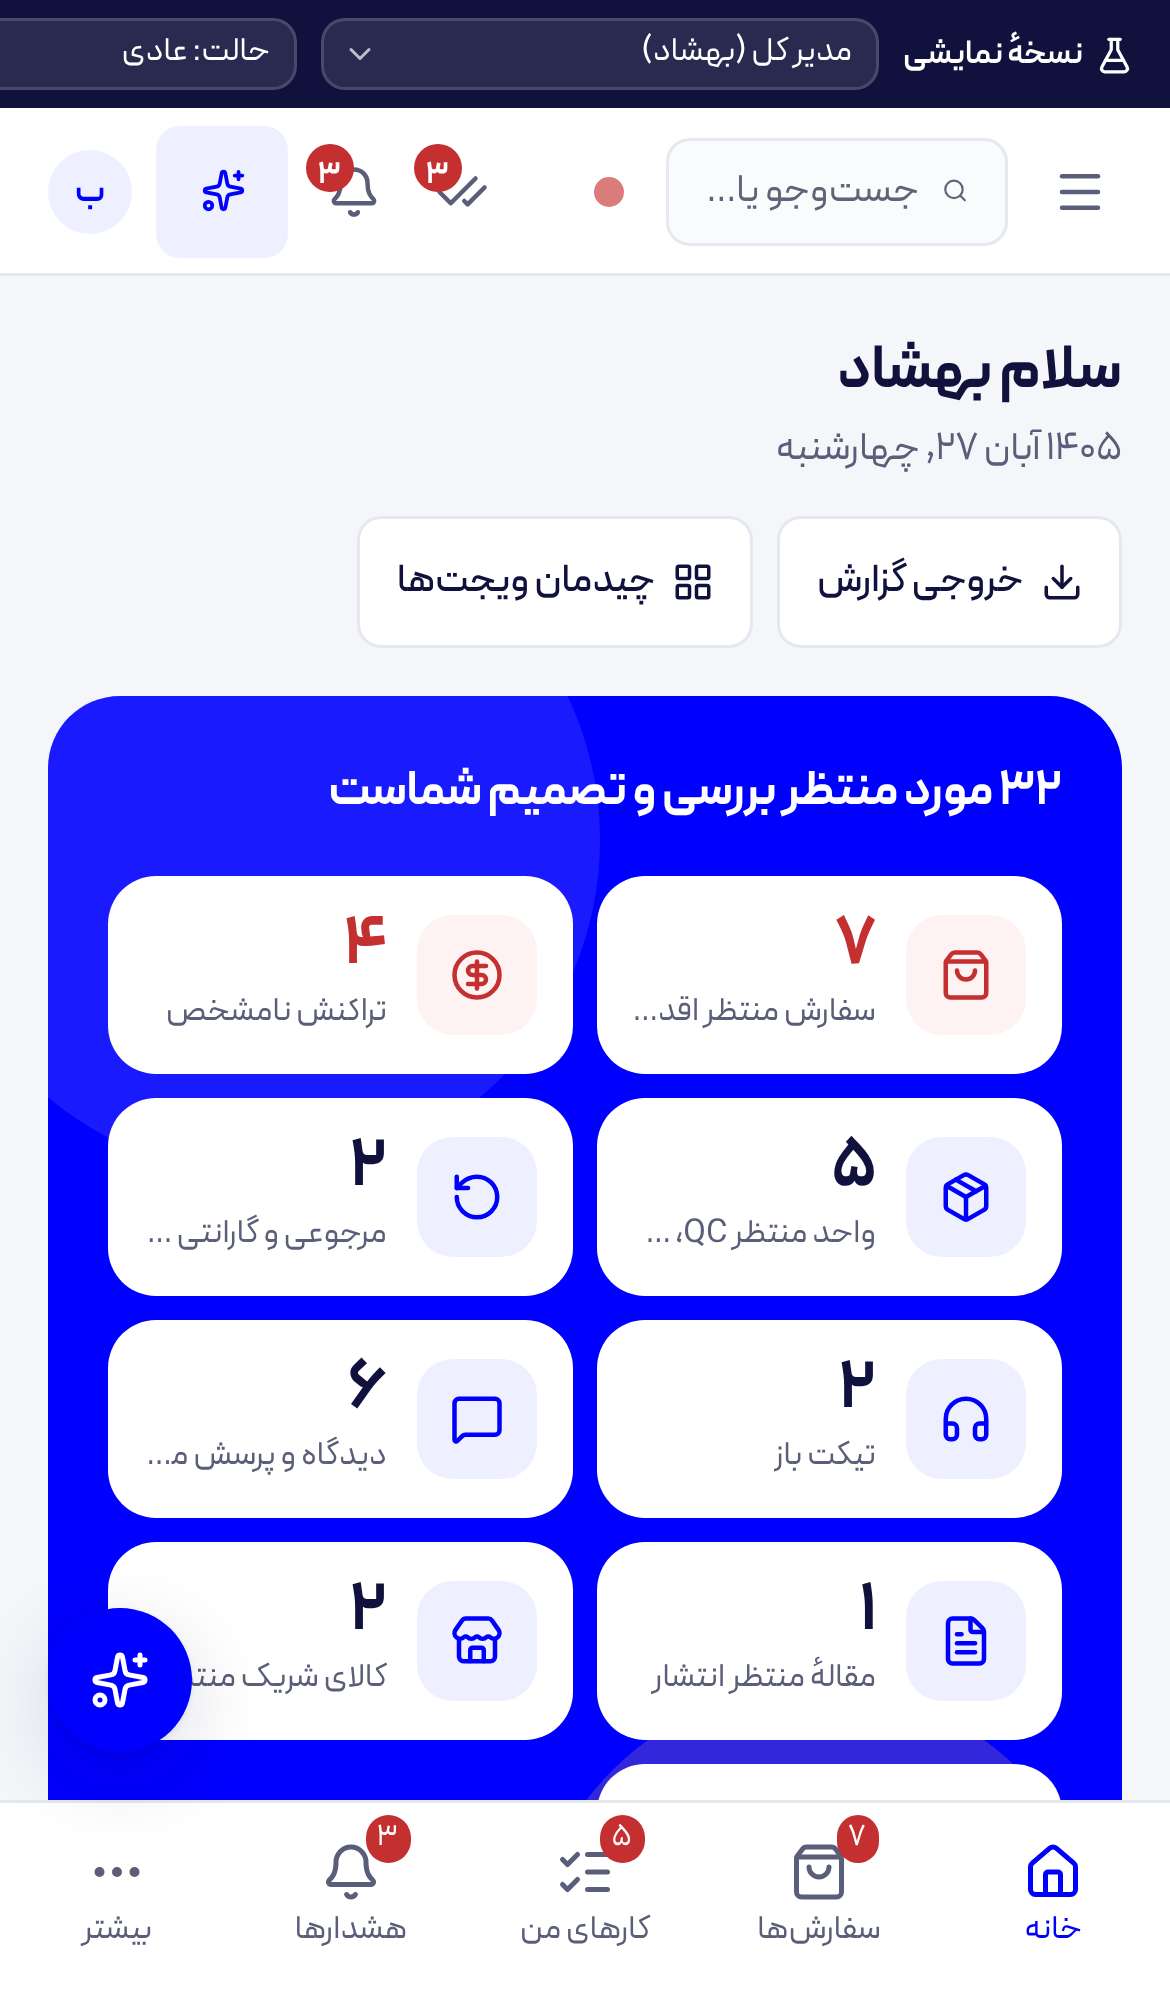 نسخهٔ نمایشی
مدیر کل (بهشاد)
حالت: عادی
جست‌وجو یا...
۳
۳
ب
سلام بهشاد
۱۴۰۵ آبان ۲۷, چهارشنبه
خروجی گزارش
چیدمان ویجت‌ها
۳۲ مورد منتظر بررسی و تصمیم شماست
۷
سفارش منتظر اقد...
۴
تراکنش نامشخص
۵
واحد منتظر QC، ...
۲
مرجوعی و گارانتی ...
۲
تیکت باز
۶
دیدگاه و پرسش م...
۱
مقالهٔ منتظر انتشار
۲
کالای شریک
خانه
۷
سفارش‌ها
۵
کارهای من
۳
هشدارها
بیشتر